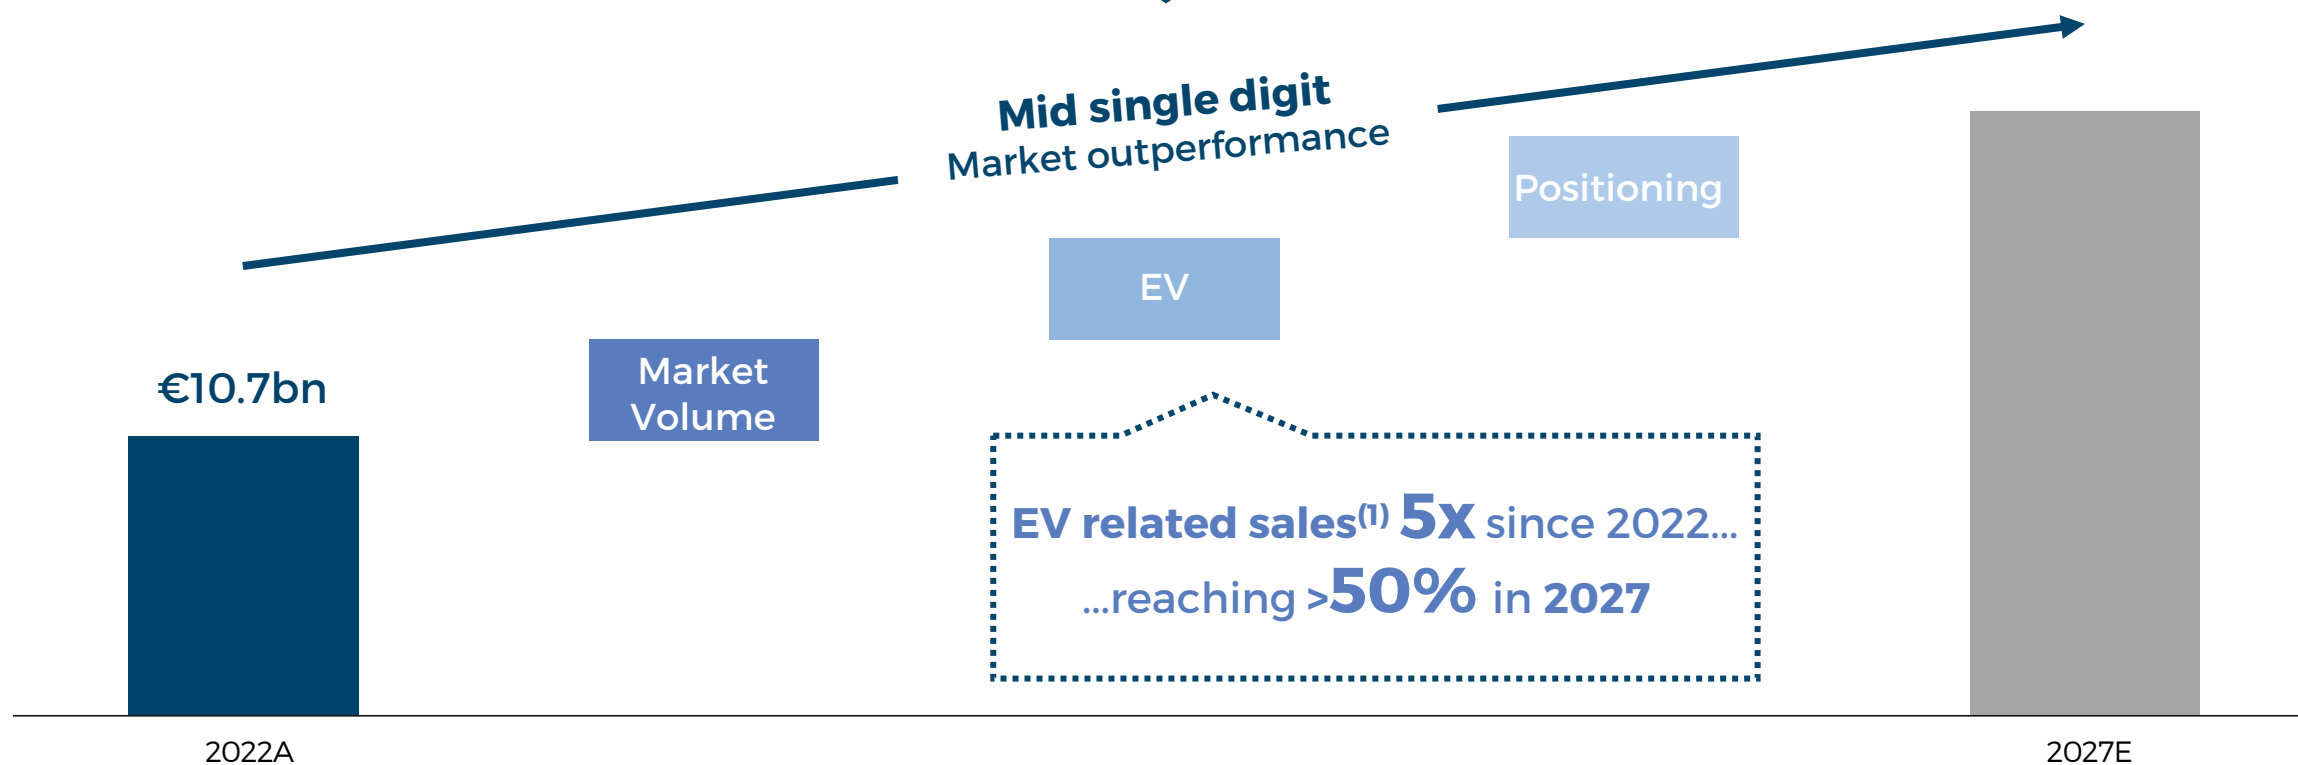 Mid single digit
Market outperformance
Positioning
EV
Market
Volume
€10.7bn
EV related sales(1) 5x since 2022...
...reaching >50% in 2027
2022A
2027E